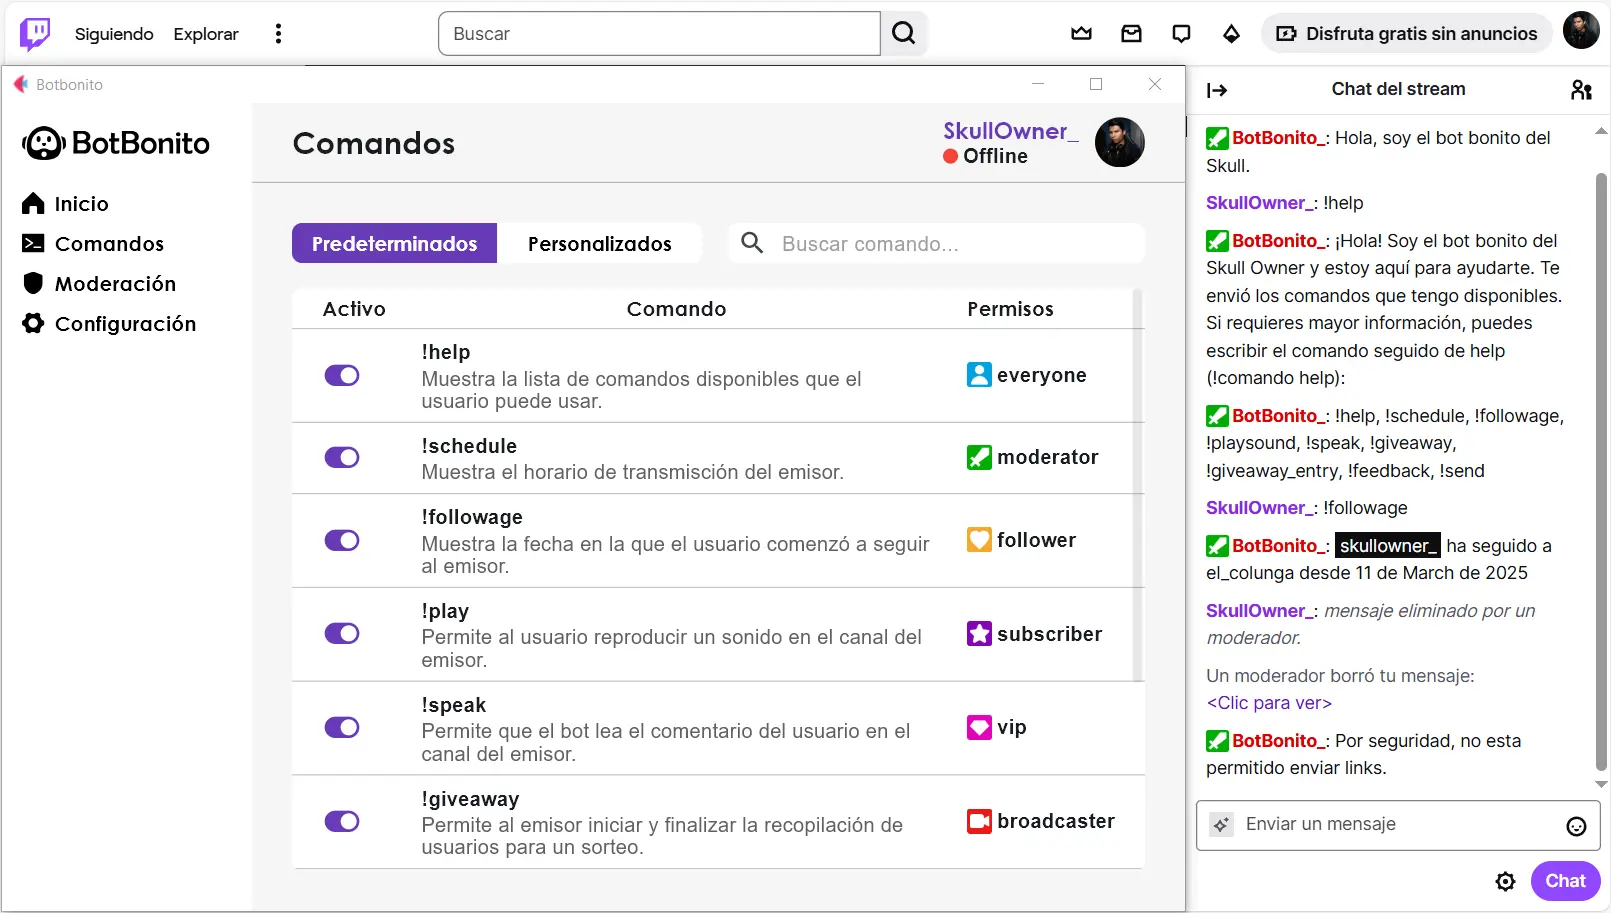 Siguiendo
Explorar
Buscar
Disfruta gratis sin anuncios
Botbonito
BotBonito
Inicio
Comandos
Moderación
Configuración
Comandos
SkullOwner_
Offline
Predeterminados
Personalizados
Buscar comando...
Activo
Comando
Permisos
!help
Muestra la lista de comandos disponibles que el
usuario puede usar.
everyone
!schedule
Muestra el horario de transmisción del emisor.
moderator
!followage
Muestra la fecha en la que el usuario comenzó a seguir
al emisor.
follower
!play
Permite al usuario reproducir un sonido en el canal del
emisor.
subscriber
!speak
Permite que el bot lea el comentario del usuario en el
canal del emisor.
vip
!giveaway
Permite al emisor iniciar y finalizar la recopilación de
usuarios para un sorteo.
broadcaster
Chat del stream
BotBonito_: Hola, soy el bot bonito del
Skull.
SkullOwner_: !help
BotBonito_: ¡Hola! Soy el bot bonito del
Skull Owner y estoy aquí para ayudarte. Te
envió los comandos que tengo disponibles.
Si requieres mayor información, puedes
escribir el comando seguido de help
(!comando help):
BotBonito_: !help, !schedule, !followage,
!playsound, !speak, !giveaway,
!giveaway_entry, !feedback, !send
SkullOwner_: !followage
BotBonito_: skullowner_ ha seguido a
el_colunga desde 11 de March de 2025
SkullOwner_: mensaje eliminado por un
moderador.
Un moderador borró tu mensaje:
<Clic para ver>
BotBonito_: Por seguridad, no esta
permitido enviar links.
Enviar un mensaje
Chat